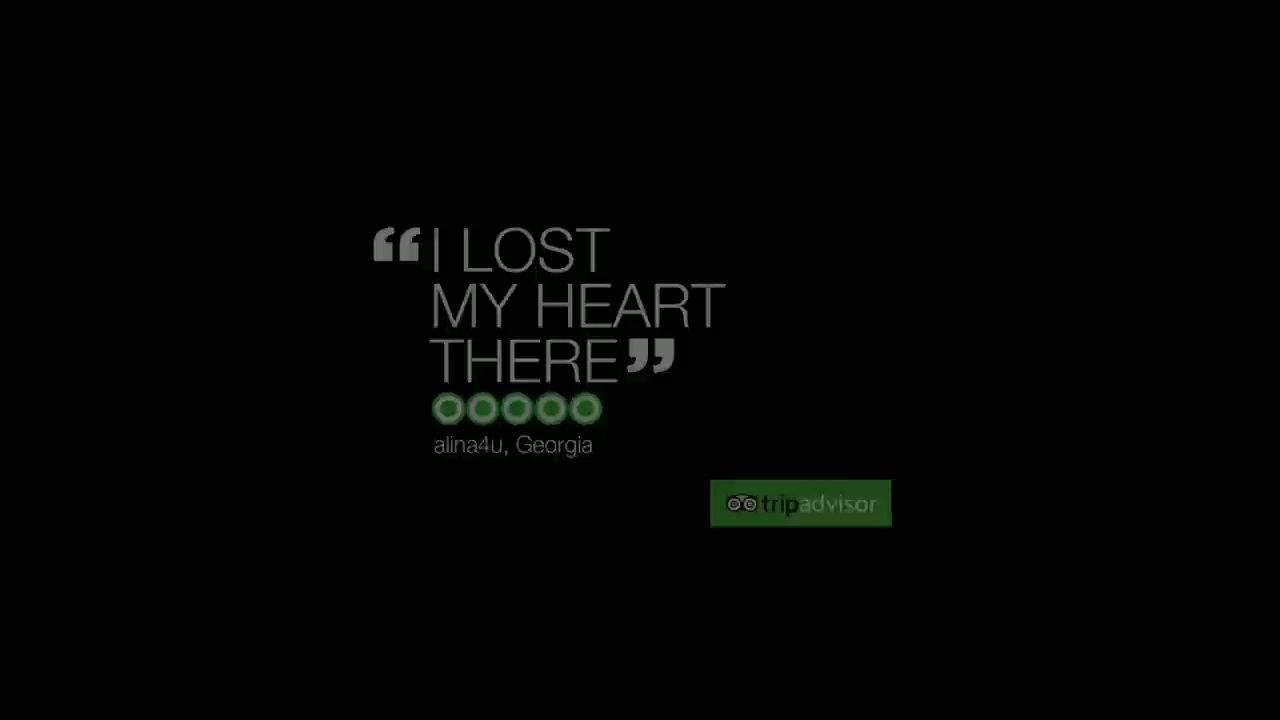 “I LOST
MY HEART
THERE”
alina4u, Georgia
tripadvisor